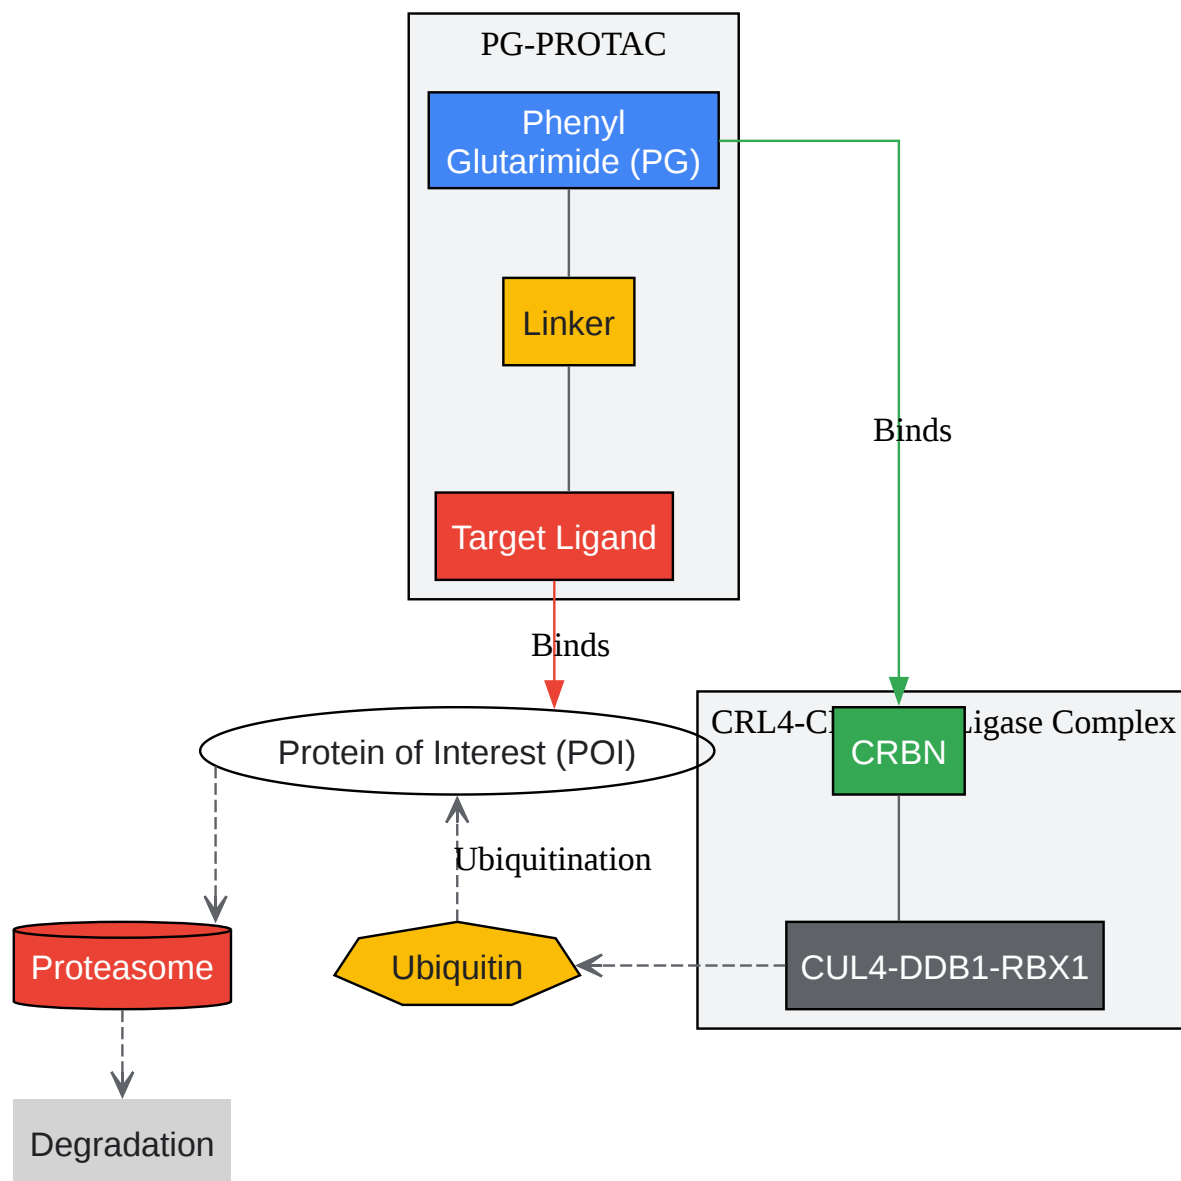 PG-PROTAC
Phenyl
Glutarimide (PG)
Linker
Binds
Target Ligand
Binds
CRL4-C Ligase Complex
Protein of Interest (POI)
CRBN
Ubiquitination
Proteasome
Ubiquitin
CUL4-DDB1-RBX1
Degradation